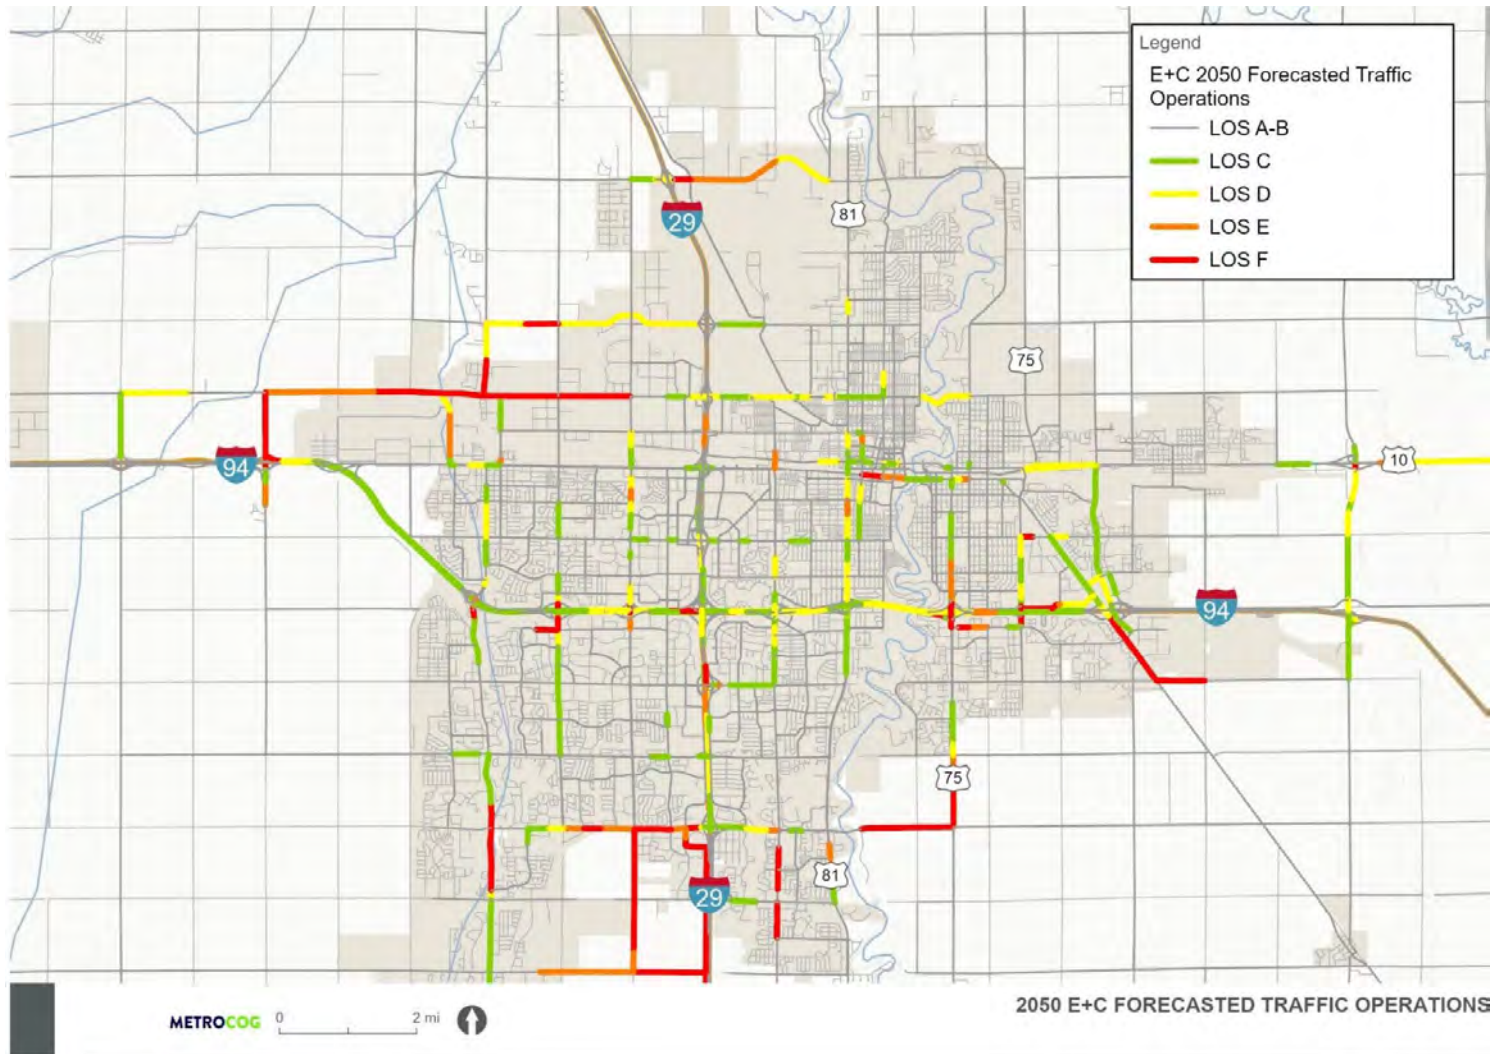 Legend
E+C 2050 Forecasted Traffic
Operations
LOS A-B
LOS C
LOS D
LOS E
LOS F
29
81
75
94
10
94
75
81
29
METROCOG
0
2 mi
2050 E+C FORECASTED TRAFFIC OPERATIONS